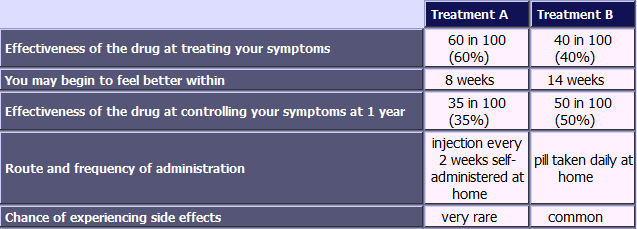 Treatment A Treatment B
Effectiveness of the drug at treating your symptoms
60 in 100
(60%)
40 in 100
(40%)
You may begin to feel better within 8 weeks 14 weeks
Effectiveness of the drug at controlling your symptoms at 1 year
35 in 100
(35%)
50 in 100
(50%)
Route and frequency of administration
injection every
2 weeks self-
administered at
home
pill taken daily at
home
Chance of experiencing side effects very rare common